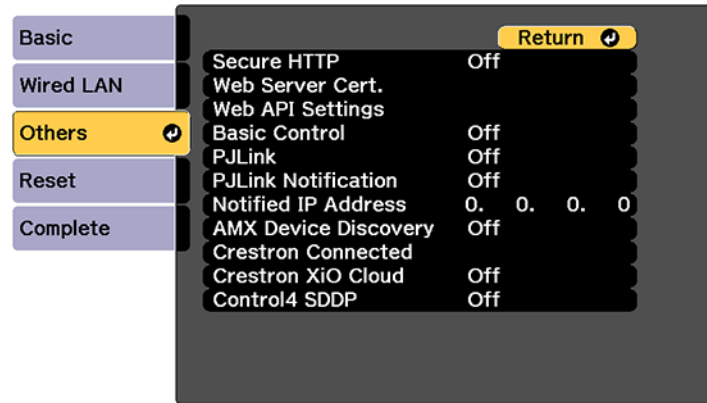 Basic
Wired LAN
Others
Reset
Complete
Return
Secure HTTP Off
Web Server Cert.
Web API Settings
Basic Control Off
PJLink Off
PJLink Notification Off
Notified IP Address 0. 0. 0. 0
AMX Device Discovery Off
Crestron Connected
Crestron XiO Cloud Off
Control4 SDDP Off